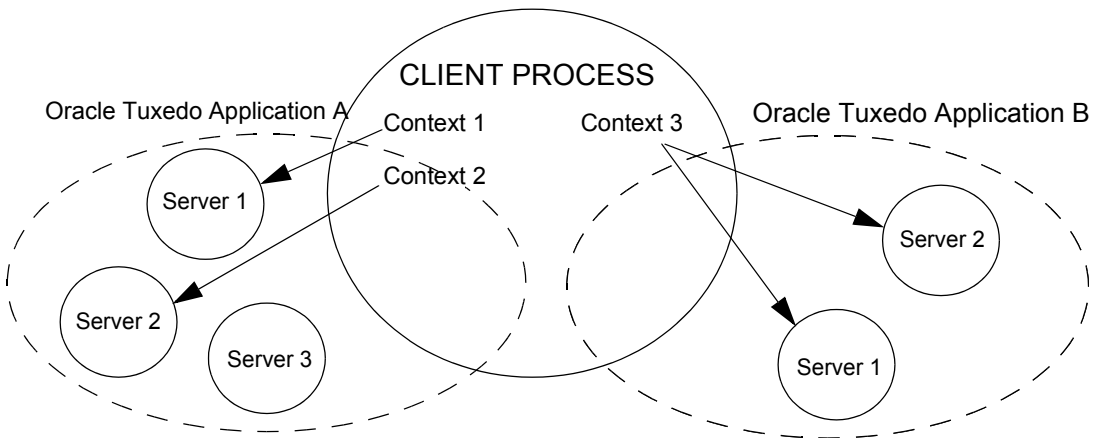 CLIENT PROCESS
Oracle Tuxedo Application A
Oracle Tuxedo Application B
Context 1
Context 3
Context 2
Server 1
Server 2
Server 2
Server 3
Server 1